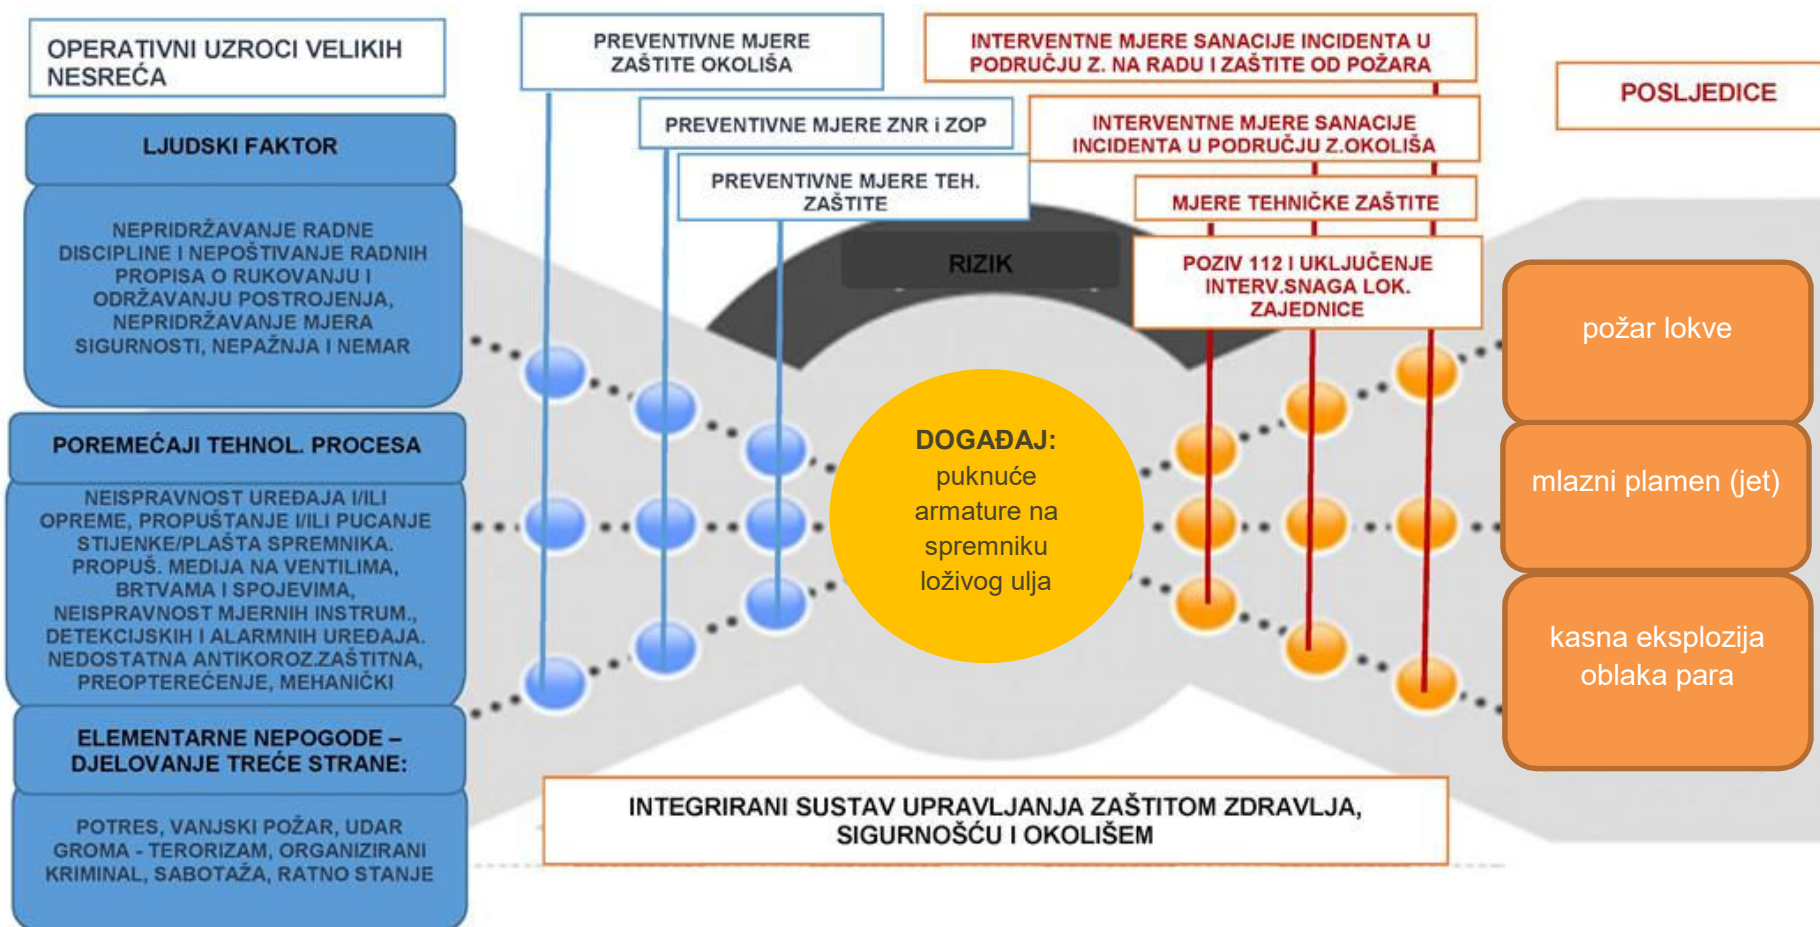 OPERATIVNI UZROCI VELIKIH
NESREĆA
LJUDSKI FAKTOR
NEPRIDRŽAVANJE RADNE
DISCIPLINE I NEPOŠTIVANJE RADNIH
PROPISA O RUKOVANJU I
ODRŽAVANJU POSTROJENJA,
NEPRIDRŽAVANJE MJERA
SIGURNOSTI, NEPAŽNJA I NEMAR
POREMEĆAJI TEHNOL. PROCESA
NEISPRAVNOST UREĐAJA I/ILI
OPREME, PROPUŠTANJE I/ILI PUCANJE
STIJENKE/PLAŠTA SPREMNIKA.
PROPUŠ. MEDIJA NA VENTILIMA,
BRTVAMA I SPOJEVIMA,
NEISPRAVNOST MJERNIH INSTRUM.,
DETEKCIJSKIH I ALARMNIH UREĐAJA.
NEDOSTATNA ANTIKOROZ.ZAŠTITNA,
PREOPTEREĆENJE, MEHANIČKI
ELEMENTARNE NEPOGODE –
DJELOVANJE TREĆE STRANE:
POTRES, VANJSKI POŽAR, UDAR
GROMA - TERORIZAM, ORGANIZIRANI
KRIMINAL, SABOTAŽA, RATNO STANJE
PREVENTIVNE MJERE
ZAŠTITE OKOLIŠA
PREVENTIVNE MJERE ZNR i ZOP
PREVENTIVNE MJERE TEH.
ZAŠTITE
RIZIK
DOGAĐAJ:
puknuće
armature na
spremniku
loživog ulja
INTERVENTNE MJERE SANACIJE INCIDENTA U
PODRUČJU Z. NA RADU I ZAŠTITE OD POŽARA
INTERVENTNE MJERE SANACIJE
INCIDENTA U PODRUČJU Z.OKOLIŠA
MJERE TEHNIČKE ZAŠTITE
POZIV 112 I UKLJUČENJE
INTERV.SNAGA LOK.
ZAJEDNICE
POSLJEDICE
požar lokve
mlazni plamen (jet)
kasna eksplozija
oblaka para
INTEGRIRANI SUSTAV UPRAVLJANJA ZAŠTITOM ZDRAVLJA,
SIGURNOŠĆU I OKOLIŠEM